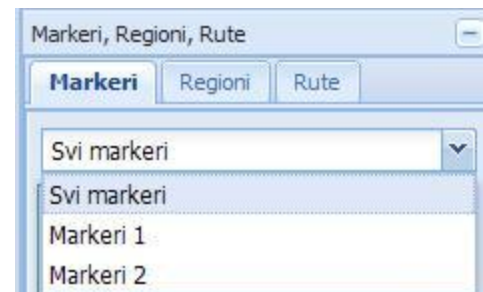 Markeri, Regioni, Rute
Markeri Regioni Rute
Svi markeri
Svi markeri
Markeri 1
Markeri 2